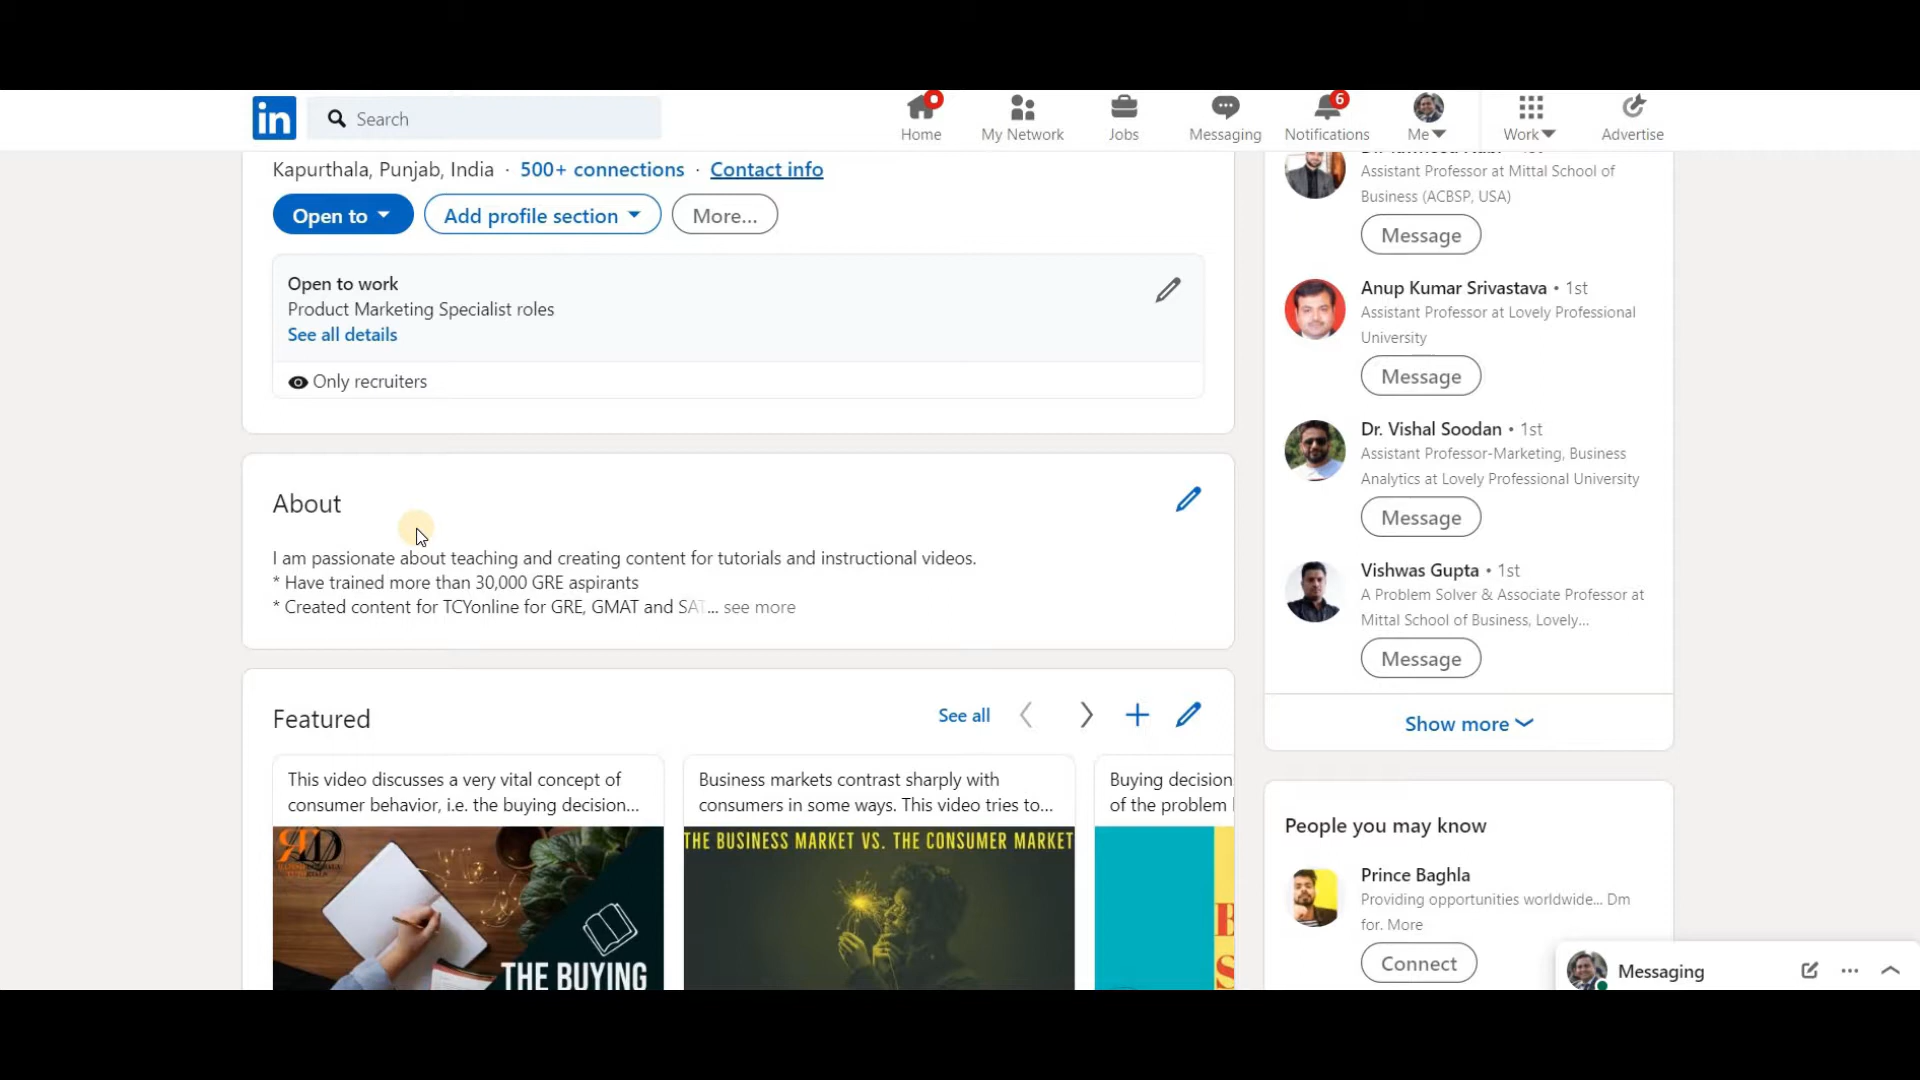 in
Search
Home
My Network
Jobs
Messaging
6
Notifications
Me
Work
Advertise
Kapurthala, Punjab, India · 500+ connections · Contact info
Open to
Add profile section
More...
Open to work
Product Marketing Specialist roles
See all details
Only recruiters
About
I am passionate about teaching and creating content for tutorials and instructional videos.
* Have trained more than 30,000 GRE aspirants
* Created content for TCYonline for GRE, GMAT and SAT... see more
Featured
See all
This video discusses a very vital concept of
consumer behavior, i.e. the buying decision...
THE BUYING
Business markets contrast sharply with
consumers in some ways. This video tries to...
THE BUSINESS MARKET VS. THE CONSUMER MARKET
Buying decision
of the problem
Assistant Professor at Mittal School of
Business (ACBSP, USA)
Message
Anup Kumar Srivastava • 1st
Assistant Professor at Lovely Professional
University
Message
Dr. Vishal Soodan • 1st
Assistant Professor-Marketing, Business
Analytics at Lovely Professional University
Message
Vishwas Gupta • 1st
A Problem Solver & Associate Professor at
Mittal School of Business, Lovely...
Message
Show more
People you may know
Prince Baghla
Providing opportunities worldwide... Dm
for. More
Connect
Messaging